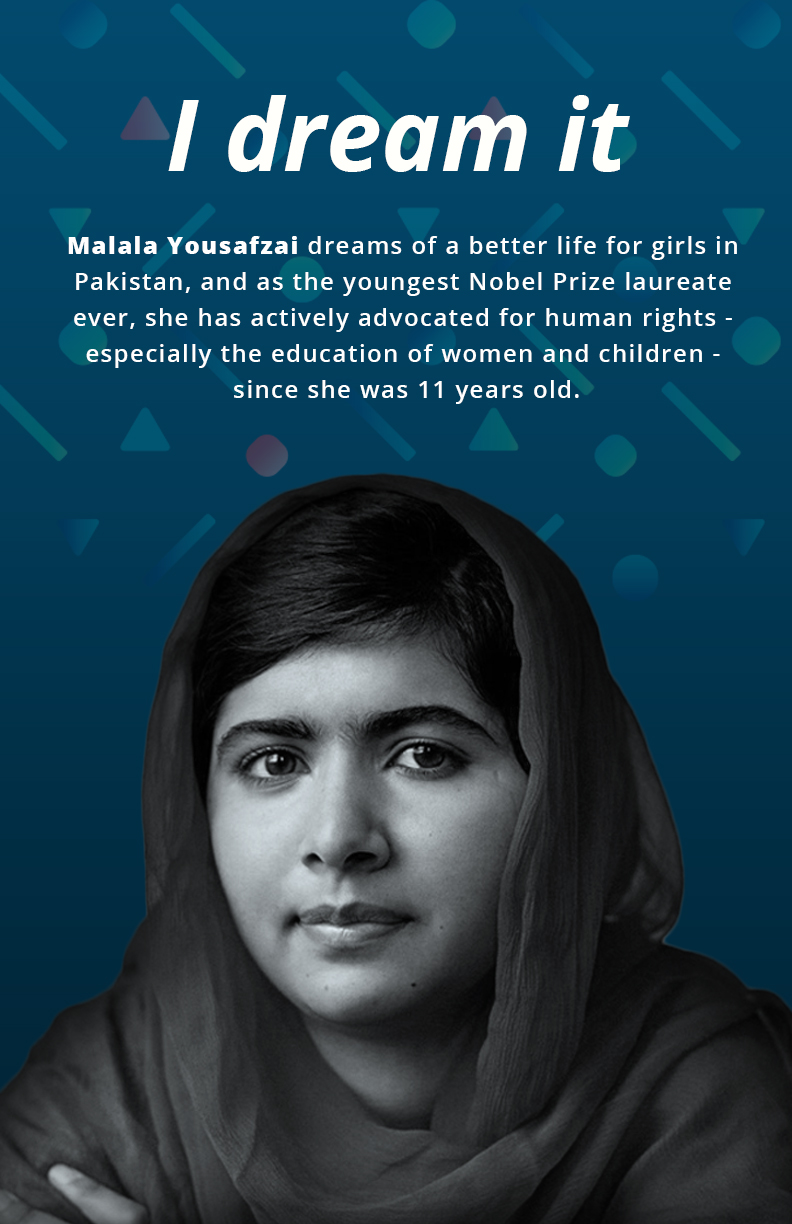 I dream it
Malala Yousafzai dreams of a better life for girls in
Pakistan, and as the youngest Nobel Prize laureate
ever, she has actively advocated for human rights -
especially the education of women and children -
since she was 11 years old.